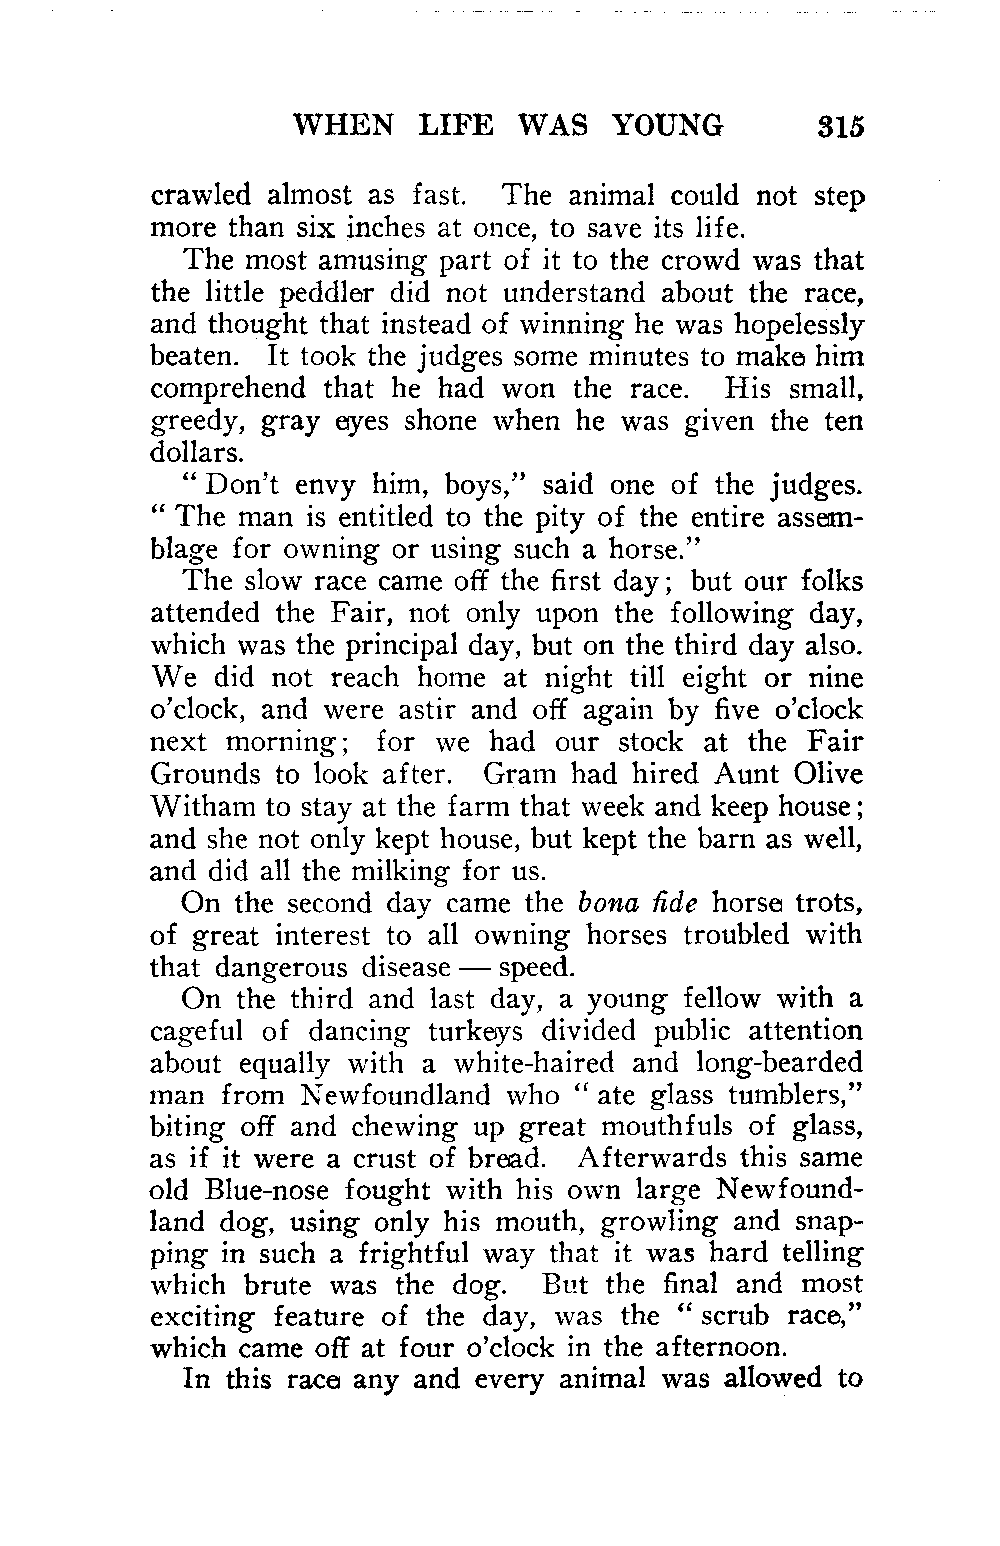 WHEN LIFE WAS YOUNG 315
crawled almost as fast. The animal could not step
more than six inches at once, to save its life.
The most amusing part of it to the crowd was that
the little peddler did not understand about the race,
and thought that instead of winning he was hopelessly
beaten. It took the judges some minutes to make him
comprehend that he had won the race. His small,
greedy, gray eyes shone when he was given the ten
dollars.
" Don't envy him, boys," said one of the judges.
" The man is entitled to the pity of the entire assem-
blage for owning or using such a horse."
The slow race came off the first day; but our folks
attended the Fair, not only upon the following day,
which was the principal day, but on the third day also.
We did not reach home at night till eight or nine
o'clock, and were astir and off again by five o'clock
next morning; for we had our stock at the Fair
Grounds to look after. Gram had hired Aunt Olive
Witham to stay at the farm that week and keep house;
and she not only kept house, but kept the barn as well,
and did all the milking for us.
On the second day came the bona fide horse trots,
of great interest to all owning horses troubled with
that dangerous disease — speed.
On the third and last day, a young fellow with a
cageful of dancing turkeys divided public attention
about equally with a white-haired and long-bearded
man from Newfoundland who " ate glass tumblers,"
biting off and chewing up great mouthfuls of glass,
as if it were a crust of bread. Afterwards this same
old Blue-nose fought with his own large Newfound-
land dog, using only his mouth, growling and snap-
ping in such a frightful way that it was hard telling
which brute was the dog. But the final and most
exciting feature of the day, was the " scrub race,"
which came off at four o'clock in the afternoon.
In this race any and every animal was allowed to